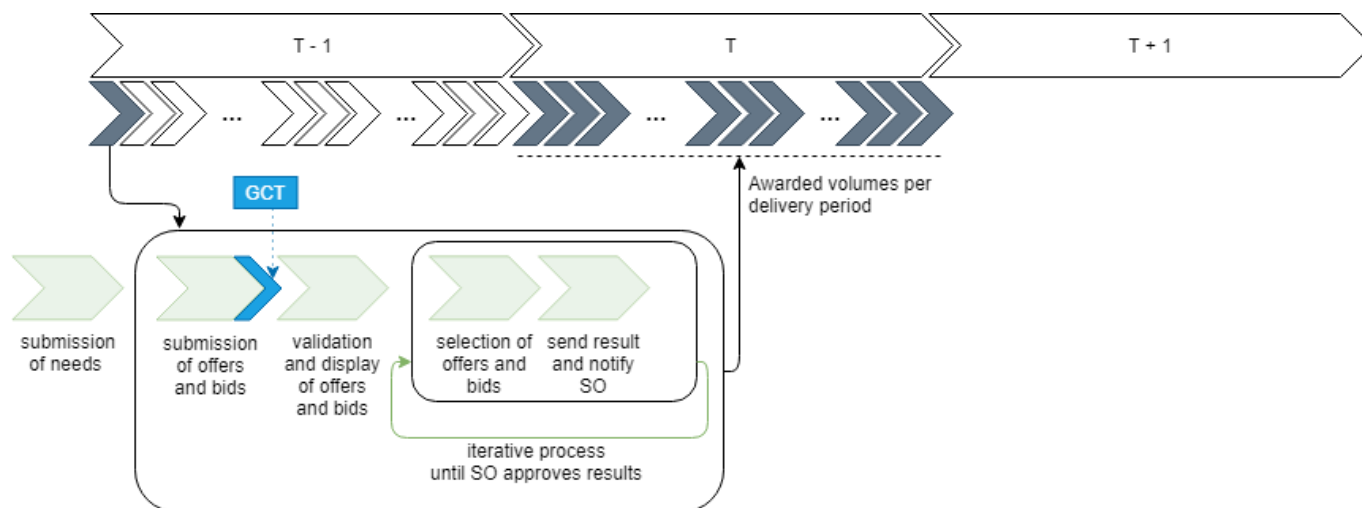 T - 1
T
T + 1
...
...
...
...
GCT
Awarded volumes per
delivery period
submission
of needs
submission
of offers
and bids
validation
and display
of offers
and bids
selection of
offers and
bids
send result
and notify
SO
iterative process
until SO approves results